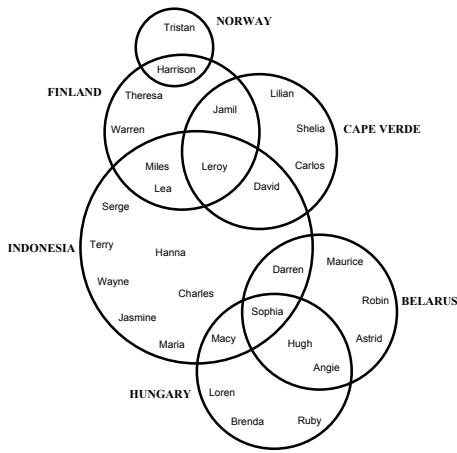 Tristan
NORWAY
Harrison
FINLAND
Theresa
Lilian
Jamil
Warren
Shelia
CAPE VERDE
Miles
Leroy
Carlos
Lea
David
Serge
INDONESIA
Terry
Hanna
Maurice
Darren
Wayne
Charles
Robin
BELARUS
Jasmine
Sophia
Maria
Macy
Hugh
Astrid
Angie
HUNGARY
Loren
Brenda
Ruby